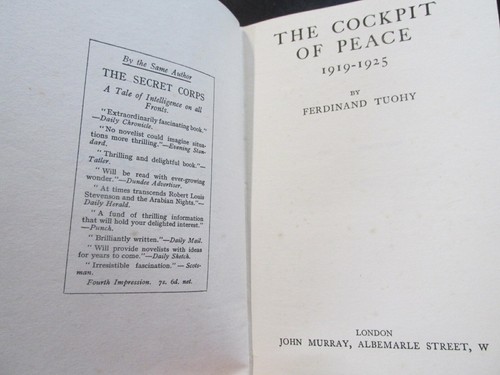 By the Same Author
THE SECRET CORPS
A Tale of Intelligence on all
Fronts.
"Extraordinarily fascinating book."
—Daily Chronicle.
"No novelist could imagine situa-
tions more thrilling."—Evening Stan-
dard.
"Thrilling and delightful book."—
Tatler.
"Will be read with ever-growing
wonder."—Dundee Advertiser.
"At times transcends Robert Louis
Stevenson and the Arabian Nights."—
Daily Herald.
"A fund of thrilling information
that will hold your delighted interest."
—Punch.
"Brilliantly written."—Daily Mail.
"Will provide novelists with ideas
for years to come."—Daily Sketch.
"Irresistible fascination."—Scots-
man.
Fourth Impression. 7s. 6d. net.
THE COCKPIT
OF PEACE
1919-1925
BY
FERDINAND TUOHY
LONDON
JOHN MURRAY, ALBEMARLE STREET, W